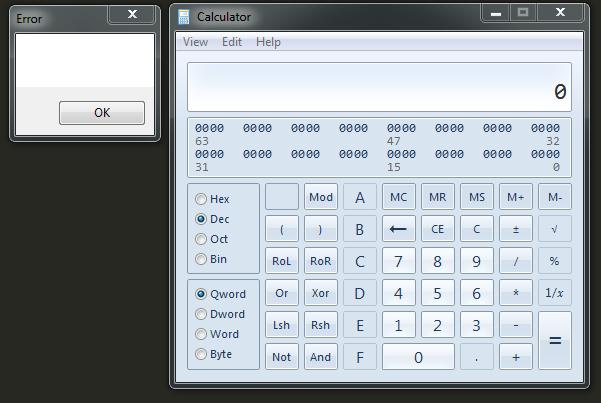 Error
OK
Calculator
View Edit Help
0
0000 0000 0000 0000 0000 0000 0000 0000
63 47 32
0000 0000 0000 0000 0000 0000 0000 0000
31 15 0
Hex
Dec
Oct
Bin
Qword
Dword
Word
Byte
Mod A MC MR MS M+ M-
( ) B ← CE C ± √
RoL RoR C 7 8 9 / %
Or Xor D 4 5 6 * 1/x
Lsh Rsh E 1 2 3 - =
Not And F 0 . +